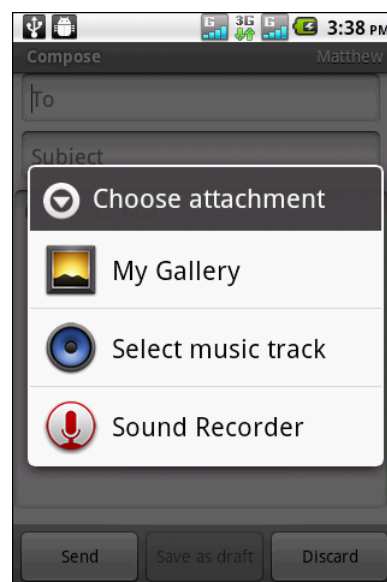 G 3G G 3:38 PM
Compose Matthew
To
Subject
Choose attachment
My Gallery
Select music track
Sound Recorder
Send Save as draft Discard